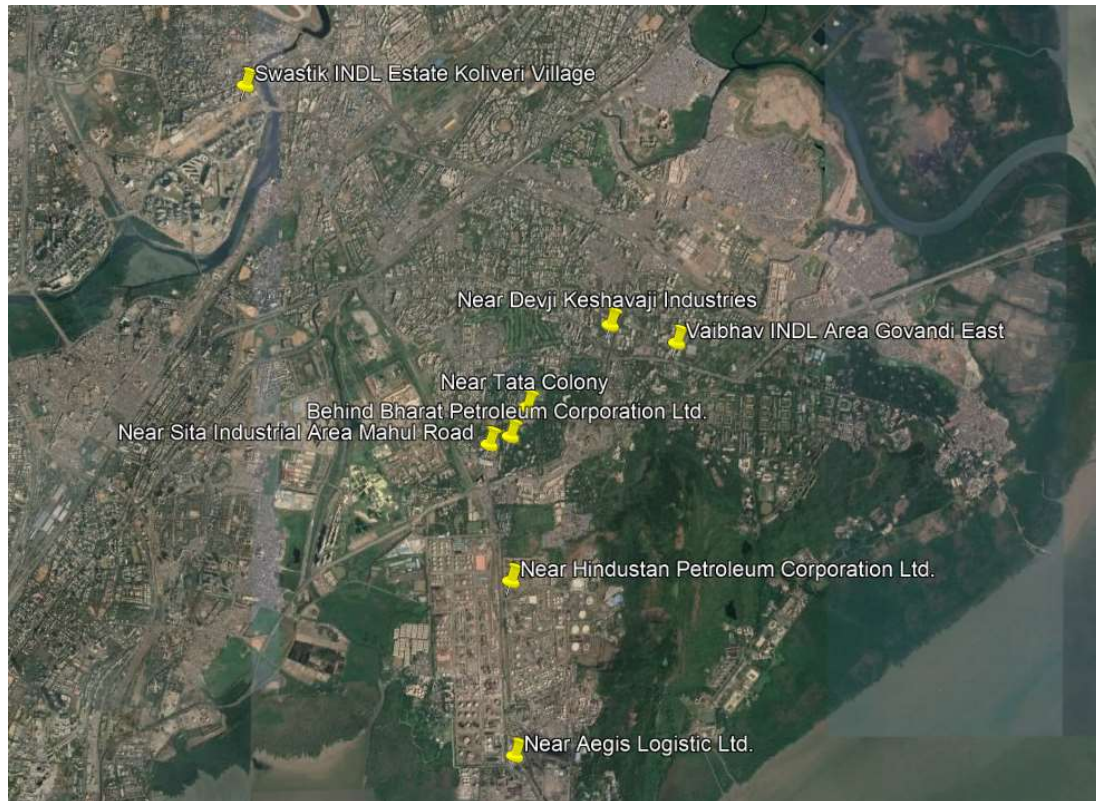 Swastik INDL Estate Koliveri Village
Near Devji Keshavaji Industries
Vaibhav INDL Area Govandi East
Near Tata Colony
Behind Bharat Petroleum Corporation Ltd.
Near Sita Industrial Area Mahul Road
Near Hindustan Petroleum Corporation Ltd.
Near Aegis Logistic Ltd.